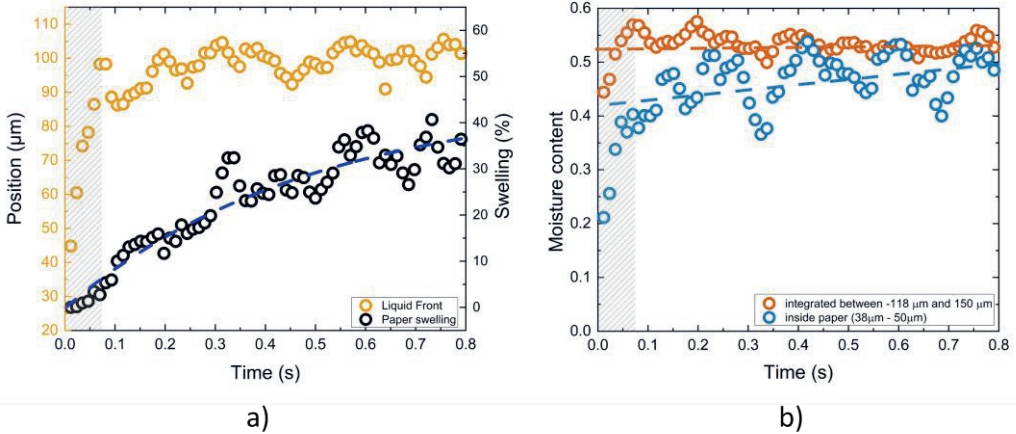 110
100
90
80
70
60
50
40
30
20
Position (µm)
60
50
40
30
20
10
0
Swelling (%)
Liquid Front
Paper swelling
0.0 0.1 0.2 0.3 0.4 0.5 0.6 0.7 0.8
Time (s)
a)
0.6
0.5
0.4
0.3
0.2
0.1
0.0
Moisture content
integrated between -118 µm and 150 µm
inside paper (38µm - 50µm)
0.0 0.1 0.2 0.3 0.4 0.5 0.6 0.7 0.8
Time (s)
b)